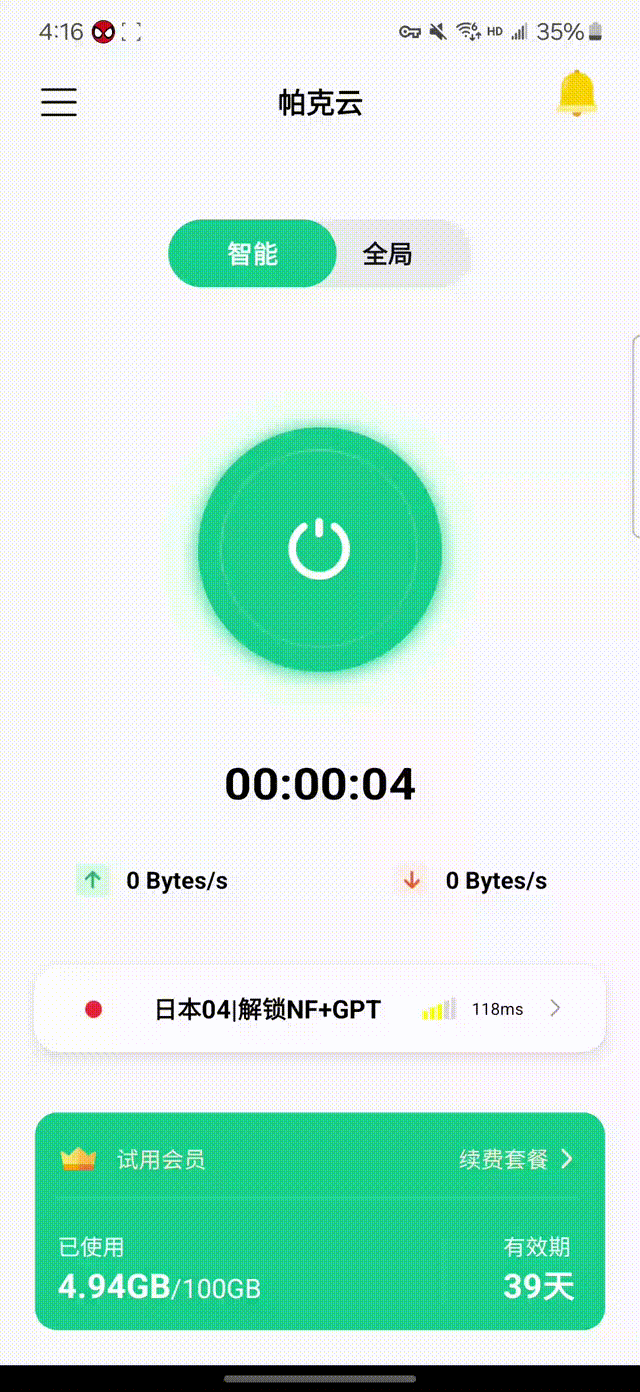 4:16 HD 35%
帕克云
智能 全局
00:00:04
0 Bytes/s 0 Bytes/s
日本04|解锁NF+GPT 118ms
试用会员 续费套餐
已使用 有效期
4.94GB/100GB 39天